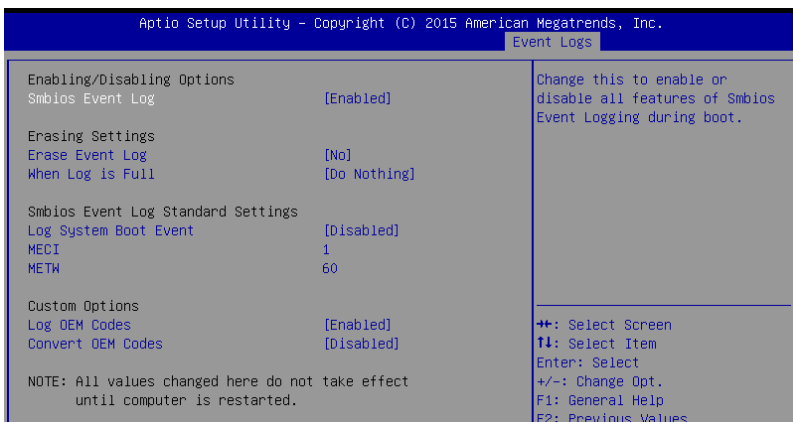 Aptio Setup Utility – Copyright (C) 2015 American Megatrends, Inc.
Event Logs
Enabling/Disabling Options
Smbios Event Log [Enabled]
Erasing Settings
Erase Event Log [No]
When Log is Full [Do Nothing]
Smbios Event Log Standard Settings
Log System Boot Event [Disabled]
MECI 1
METW 60
Custom Options
Log OEM Codes [Enabled]
Convert OEM Codes [Disabled]
NOTE: All values changed here do not take effect
until computer is restarted.
Change this to enable or
disable all features of Smbios
Event Logging during boot.
→←: Select Screen
↑↓: Select Item
Enter: Select
+/-: Change Opt.
F1: General Help
F2: Previous Values